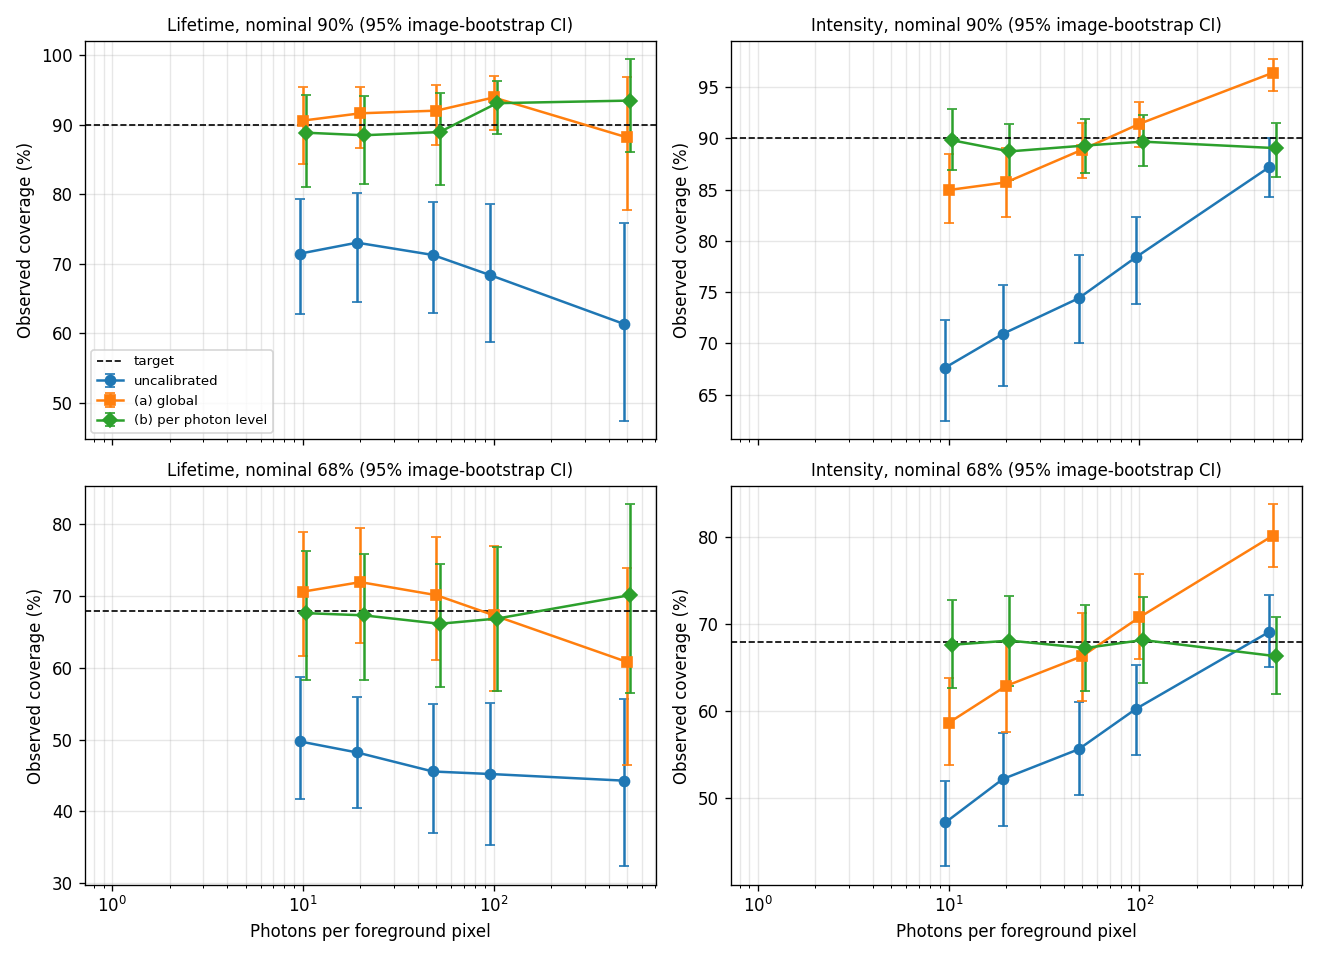 Lifetime, nominal 90% (95% image-bootstrap CI)
Observed coverage (%)
100
90
80
70
60
50
target
uncalibrated
(a) global
(b) per photon level
Intensity, nominal 90% (95% image-bootstrap CI)
Observed coverage (%)
95
90
85
80
75
70
65
Lifetime, nominal 68% (95% image-bootstrap CI)
Observed coverage (%)
80
70
60
50
40
30
10⁰ 10¹ 10²
Photons per foreground pixel
Intensity, nominal 68% (95% image-bootstrap CI)
Observed coverage (%)
80
70
60
50
10⁰ 10¹ 10²
Photons per foreground pixel